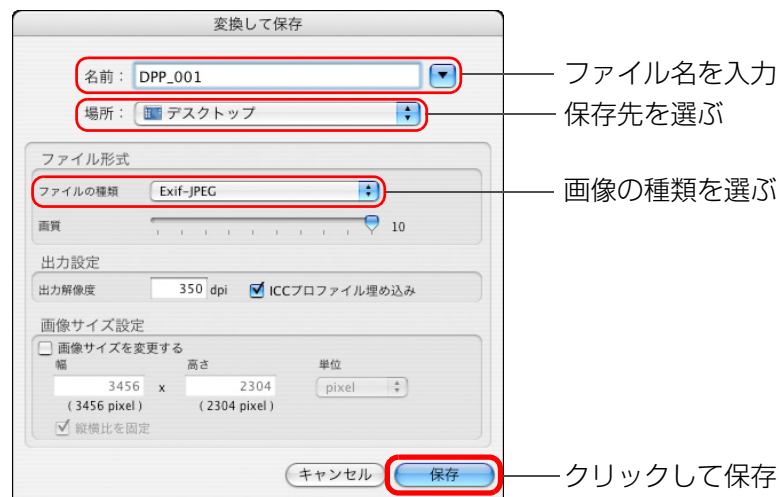 変換して保存
名前： DPP_001
ファイル名を入力
場所： デスクトップ
保存先を選ぶ
ファイル形式
ファイルの種類 Exif-JPEG
画像の種類を選ぶ
画質 10
出力設定
出力解像度 350 dpi ICCプロファイル埋め込み
画像サイズ設定
画像サイズを変更する
幅 高さ 単位
3456 x 2304 pixel
(3456 pixel) (2304 pixel)
縦横比を固定
キャンセル 保存
クリックして保存